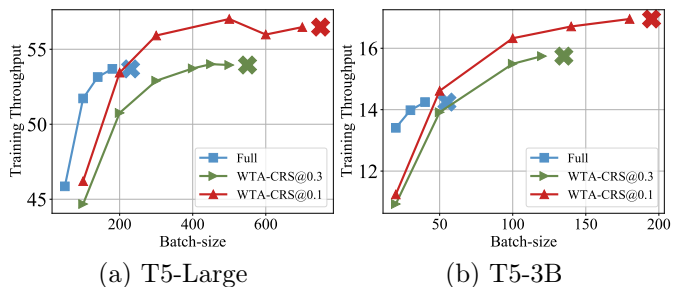 Training Throughput
55
50
45
200
400
600
Batch-size
Full
WTA-CRS@0.3
WTA-CRS@0.1
(a) T5-Large
Training Throughput
16
14
12
50
100
150
200
Batch-size
Full
WTA-CRS@0.3
WTA-CRS@0.1
(b) T5-3B